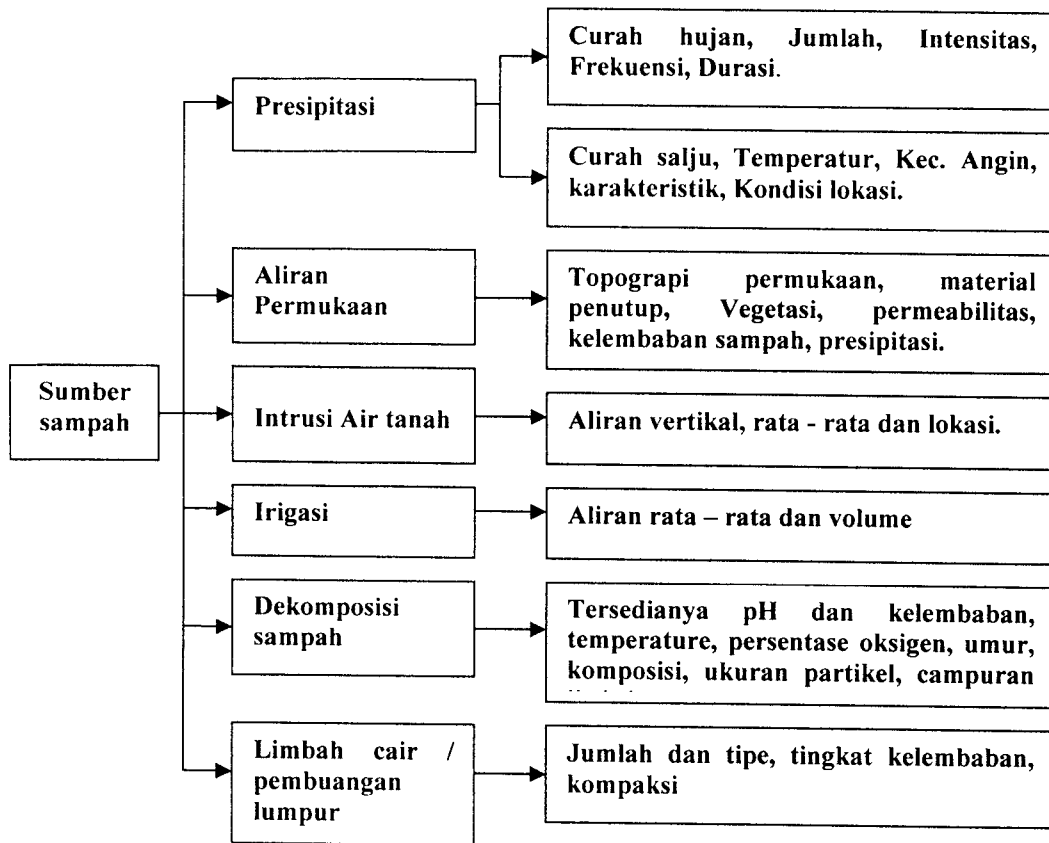 Curah hujan, Jumlah, Intensitas,
Frekuensi, Durasi.
Presipitasi
Curah salju, Temperatur, Kec. Angin,
karakteristik, Kondisi lokasi.
Aliran
Permukaan
Topograpi permukaan, material
penutup, Vegetasi, permeabilitas,
kelembaban sampah, presipitasi.
Sumber
sampah
Intrusi Air tanah
Aliran vertikal, rata - rata dan lokasi.
Irigasi
Aliran rata – rata dan volume
Dekomposisi
sampah
Tersedianya pH dan kelembaban,
temperature, persentase oksigen, umur,
komposisi, ukuran partikel, campuran
Limbah cair /
pembuangan
lumpur
Jumlah dan tipe, tingkat kelembaban,
kompaksi